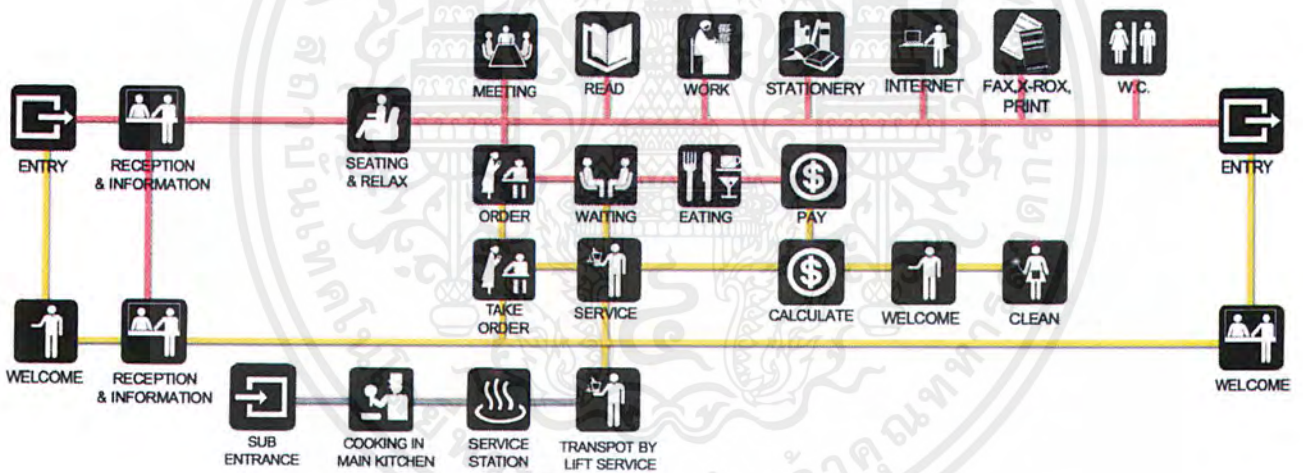 MEETING
READ
WORK
STATIONERY
INTERNET
FAX,X-ROX,
PRINT
W.C.
ENTRY
RECEPTION
& INFORMATION
SEATING
& RELAX
ENTRY
ORDER
WAITING
EATING
PAY
TAKE
ORDER
SERVICE
CALCULATE
WELCOME
CLEAN
WELCOME
RECEPTION
& INFORMATION
WELCOME
SUB
ENTRANCE
COOKING IN
MAIN KITCHEN
SERVICE
STATION
TRANSPOT BY
LIFT SERVICE